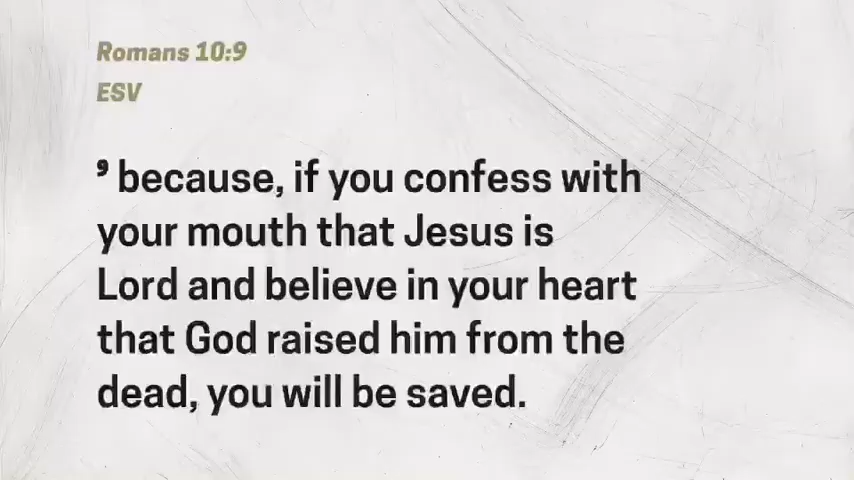 Romans 10:9
ESV
⁹ because, if you confess with
your mouth that Jesus is
Lord and believe in your heart
that God raised him from the
dead, you will be saved.